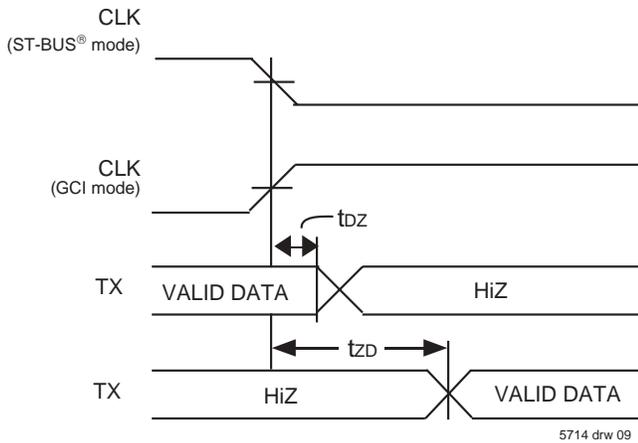 CLK
(ST-BUS® mode)
CLK
(GCI mode)
tDZ
TX
VALID DATA
HiZ
tZD
TX
HiZ
VALID DATA
5714 drw 09